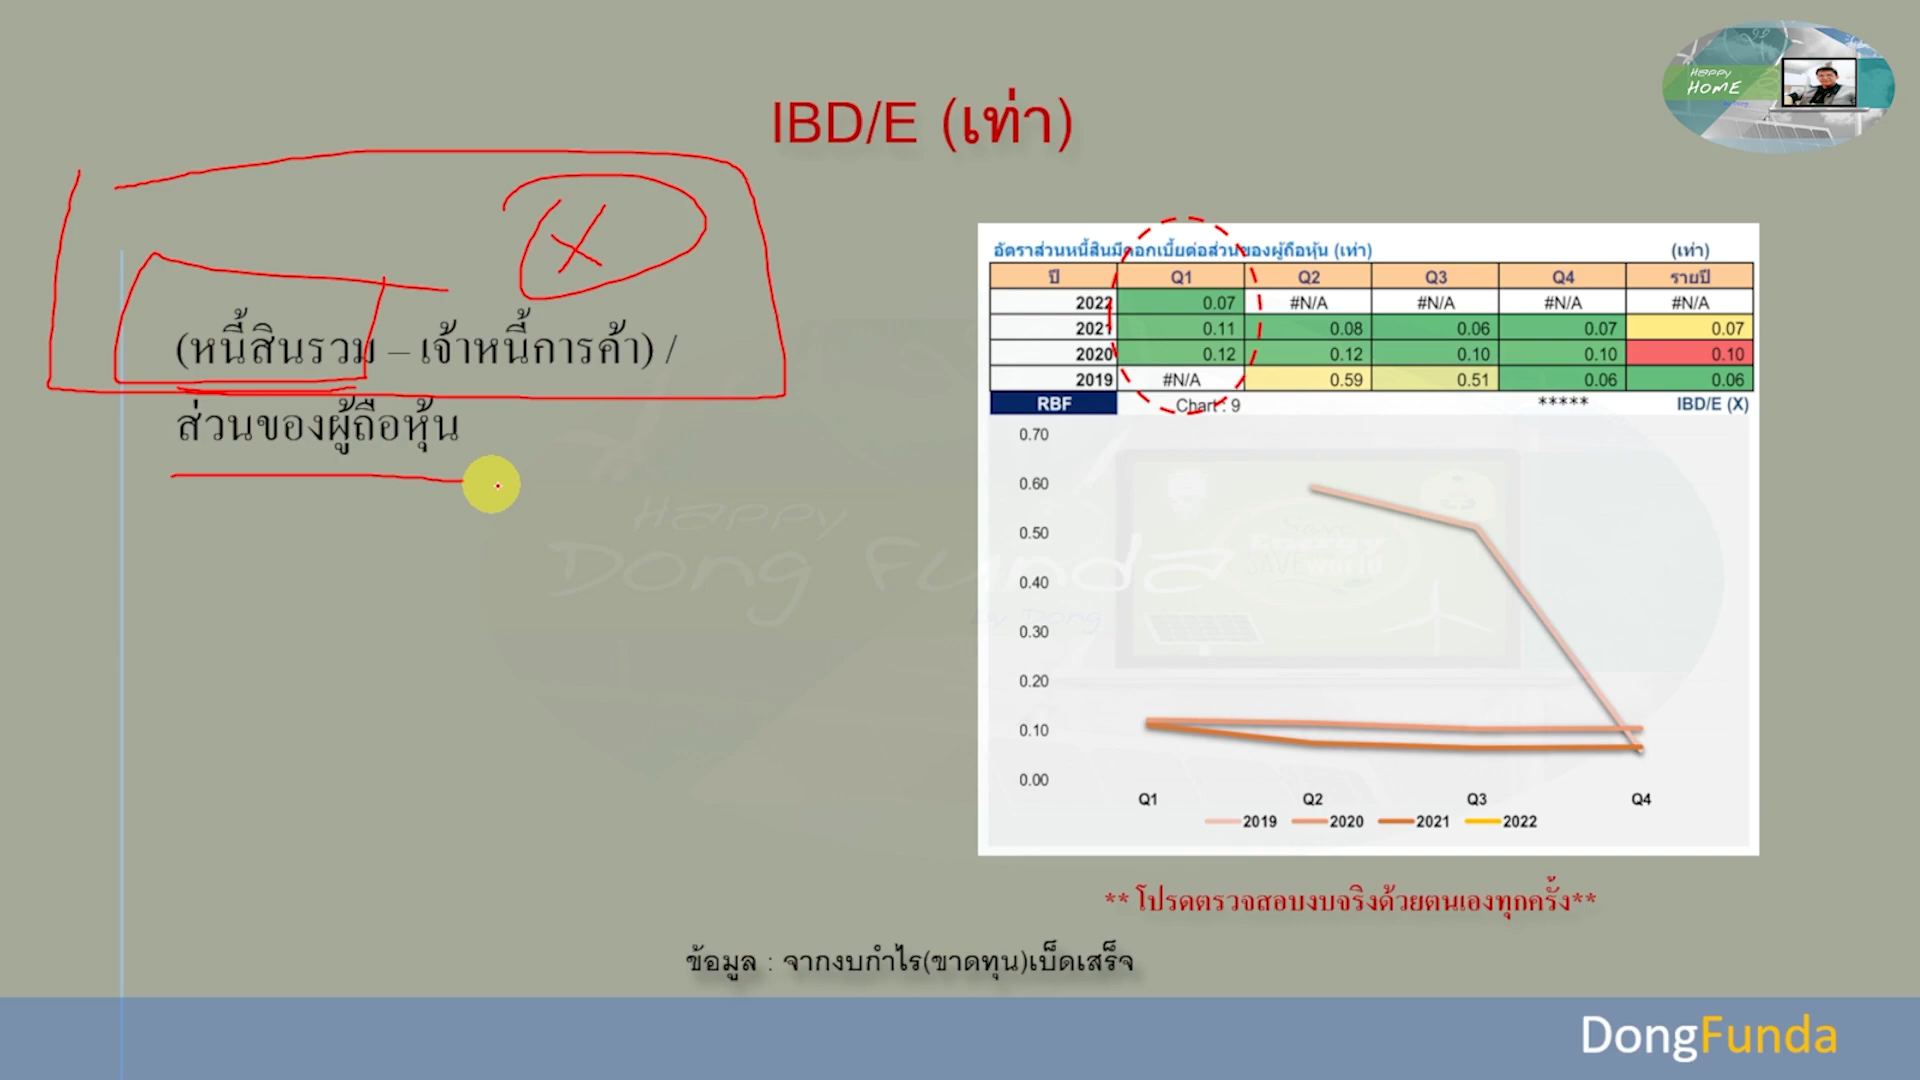 Happy
HOME
IBD/E (เท่า)
X
(หนี้สินรวม – เจ้าหนี้การค้า) /
ส่วนของผู้ถือหุ้น
อัตราส่วนหนี้สินมีดอกเบี้ยต่อส่วนของผู้ถือหุ้น (เท่า) (เท่า)
ปี Q1 Q2 Q3 Q4 รายปี
2022 0.07 #N/A #N/A #N/A #N/A
2021 0.11 0.08 0.06 0.07 0.07
2020 0.12 0.12 0.10 0.10 0.10
2019 #N/A 0.59 0.51 0.06 0.06
RBF Chart : 9 ***** IBD/E (X)
0.70
0.60
0.50
0.40
0.30
0.20
0.10
0.00
Q1 Q2 Q3 Q4
2019 2020 2021 2022
Happy
Dong Funda
by Dong
Save
Energy
SAVE world
** โปรดตรวจสอบงบจริงด้วยตนเองทุกครั้ง**
ข้อมูล : จากงบกำไร(ขาดทุน)เบ็ดเสร็จ
DongFunda